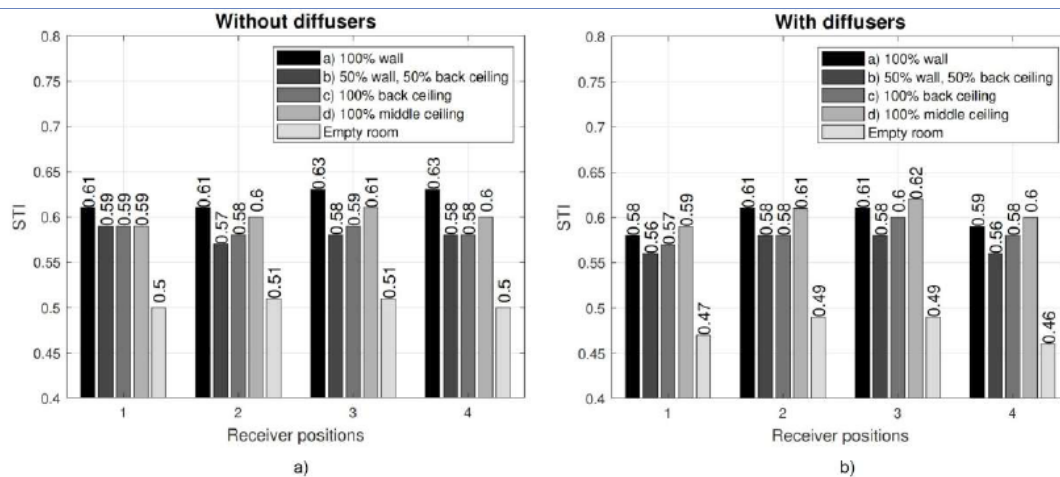 Without diffusers
0.8
0.75
0.7
0.65
0.6
0.55
0.5
0.45
0.4
STI
a) 100% wall
b) 50% wall, 50% back ceiling
c) 100% back ceiling
d) 100% middle ceiling
Empty room
0.61
0.59
0.59
0.59
0.5
0.61
0.57
0.58
0.6
0.51
0.63
0.58
0.59
0.61
0.51
0.63
0.58
0.58
0.6
0.5
1 2 3 4
Receiver positions
a)
With diffusers
0.8
0.75
0.7
0.65
0.6
0.55
0.5
0.45
0.4
STI
a) 100% wall
b) 50% wall, 50% back ceiling
c) 100% back ceiling
d) 100% middle ceiling
Empty room
0.58
0.56
0.57
0.59
0.47
0.61
0.58
0.58
0.61
0.49
0.61
0.58
0.6
0.62
0.49
0.59
0.56
0.58
0.6
0.46
1 2 3 4
Receiver positions
b)